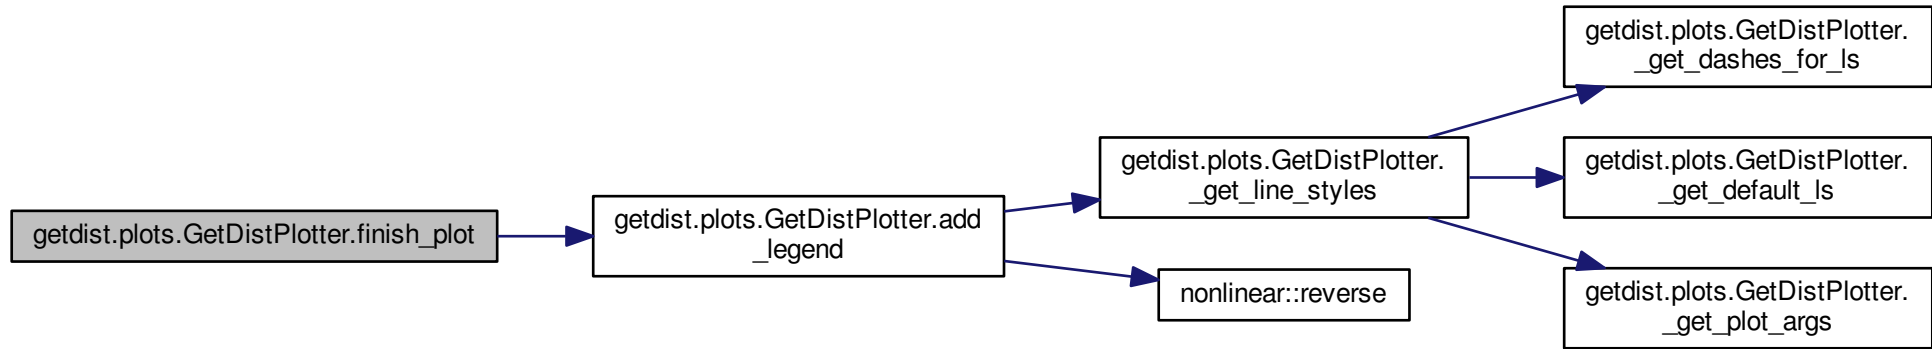 getdist.plots.GetDistPlotter.finish_plot
getdist.plots.GetDistPlotter.add
_legend
getdist.plots.GetDistPlotter.
_get_line_styles
nonlinear::reverse
getdist.plots.GetDistPlotter.
_get_dashes_for_ls
getdist.plots.GetDistPlotter.
_get_default_ls
getdist.plots.GetDistPlotter.
_get_plot_args